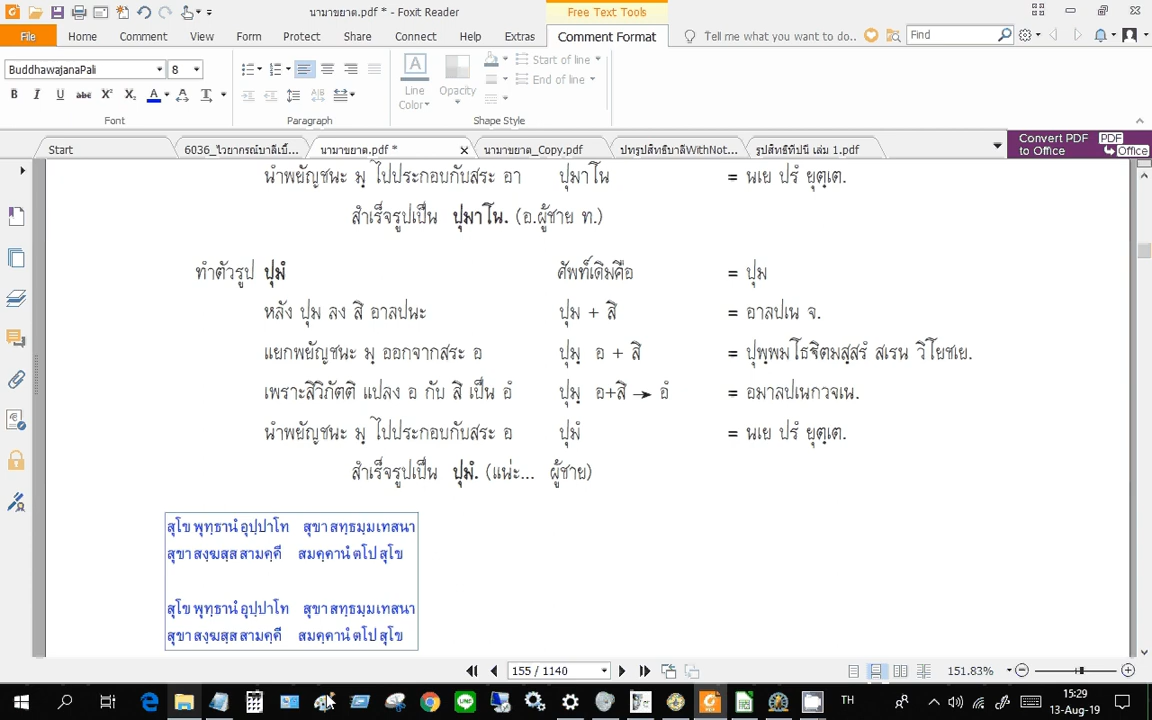 นามาขยาต.pdf * - Foxit Reader
Free Text Tools
File Home Comment View Form Protect Share Connect Help Extras Comment Format Tell me what you want to do.. Find
BuddhawajanaPali 8
Start of line
End of line
Line Color
Opacity
B I U abc X² X₂ A A T
Font Paragraph Shape Style
Start 6036_ไวยากรณ์บาลีเบื้... นามาขยาต.pdf * นามาขยาต_Copy.pdf ปทรูปสิทธิบาลีWithNot... รูปสิทธิทีปนี เล่ม 1.pdf
Convert PDF to Office
PDF
Office
นำพยัญชนะ มฺ ไปประกอบกับสระ อา ปุมาโน = นเย ปรํ ยุตฺเต.
สำเร็จรูปเป็น ปุมาโน. (อ.ผู้ชาย ท.)
ทำตัวรูป ปุมํ ศัพท์เดิมคือ = ปุม
หลัง ปุม ลง สิ อาลปนะ ปุม + สิ = อาลปเน จ.
แยกพยัญชนะ มฺ ออกจากสระ อ ปุมฺ อ + สิ = ปุพฺพมโธฐิตมสฺสรํ สเรน วิโยชเย.
เพราะสิวิภัตติ แปลง อ กับ สิ เป็น อํ ปุมฺ อ+สิ → อํ = อมาลปเนกวจเน.
นำพยัญชนะ มฺ ไปประกอบกับสระ อ ปุมํ = นเย ปรํ ยุตฺเต.
สำเร็จรูปเป็น ปุมํ. (แน่ะ... ผู้ชาย)
สุโข พุทฺธานํ อุปฺปาโท สุขา สทฺธมฺมเทสนา
สุขา สงฺฆสฺส สามคฺคี สมคฺคานํ ตโป สุโข
สุโข พุทฺธานํ อุปฺปาโท สุขา สทฺธมฺมเทสนา
สุขา สงฺฆสฺส สามคฺคี สมคฺคานํ ตโป สุโข
155 / 1140
151.83%
TH
15:29
13-Aug-19